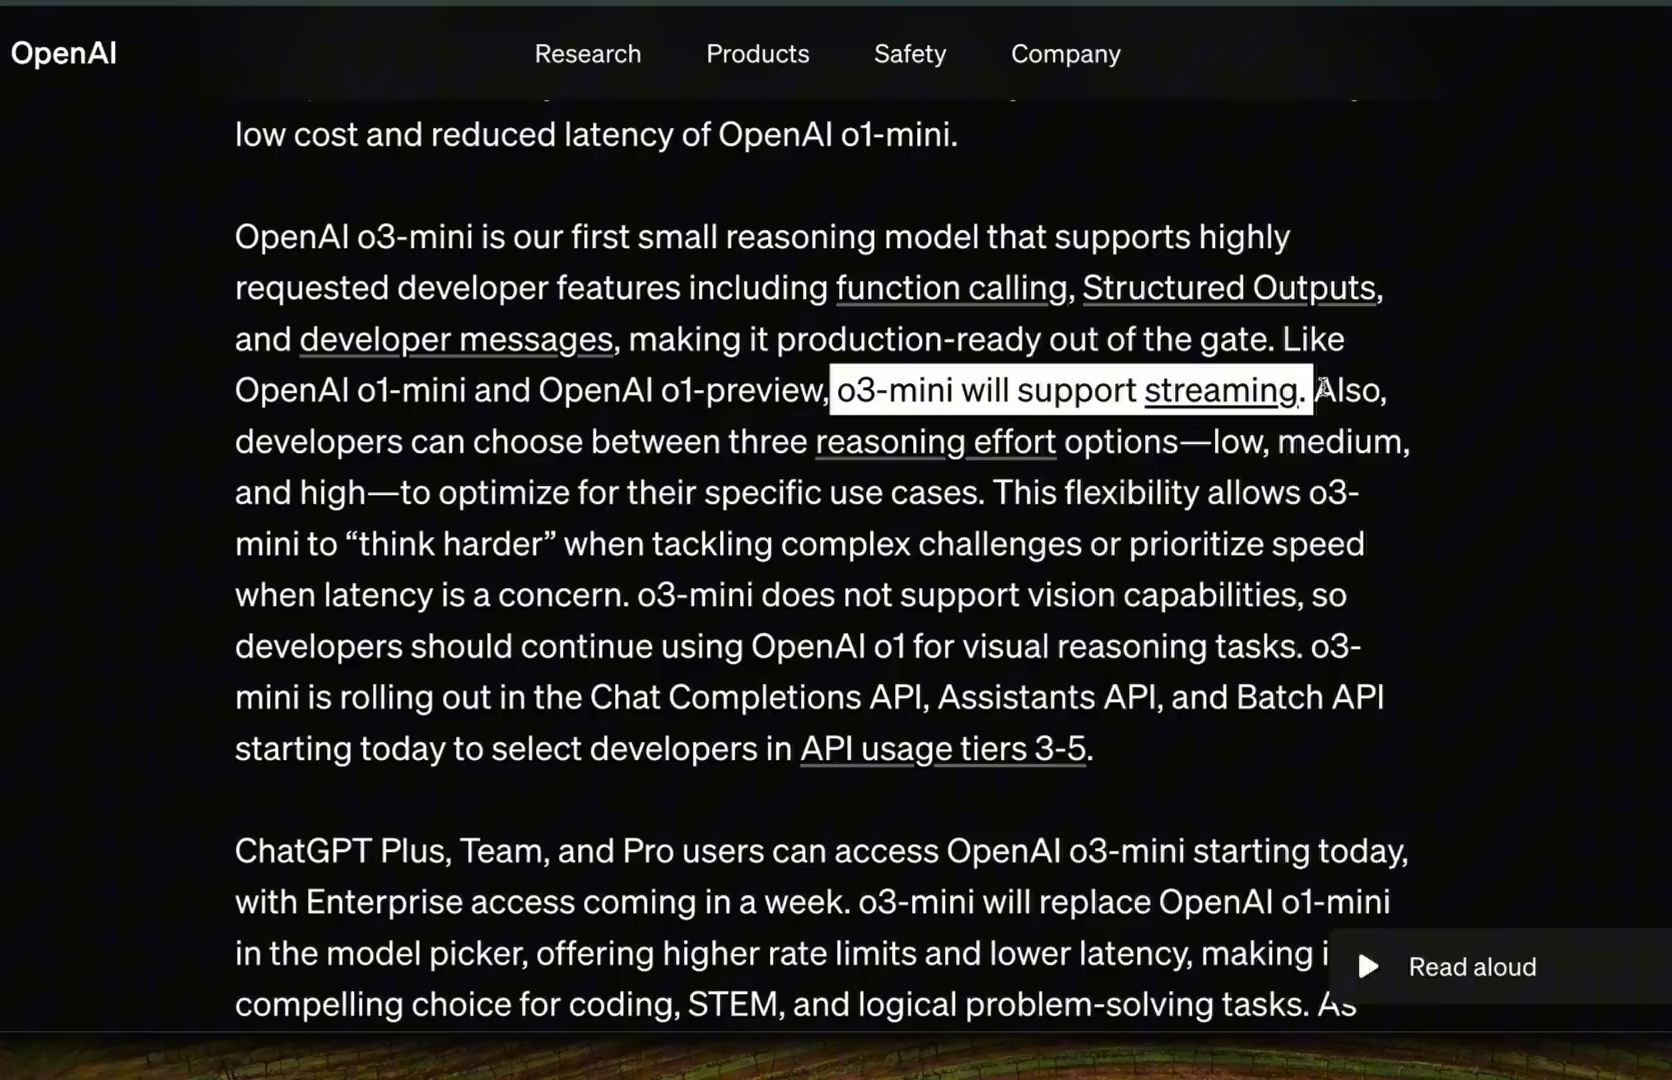 OpenAI
Research Products Safety Company
low cost and reduced latency of OpenAI o1-mini.
OpenAI o3-mini is our first small reasoning model that supports highly
requested developer features including function calling, Structured Outputs,
and developer messages, making it production-ready out of the gate. Like
OpenAI o1-mini and OpenAI o1-preview, o3-mini will support streaming. Also,
developers can choose between three reasoning effort options—low, medium,
and high—to optimize for their specific use cases. This flexibility allows o3-
mini to “think harder” when tackling complex challenges or prioritize speed
when latency is a concern. o3-mini does not support vision capabilities, so
developers should continue using OpenAI o1 for visual reasoning tasks. o3-
mini is rolling out in the Chat Completions API, Assistants API, and Batch API
starting today to select developers in API usage tiers 3-5.
ChatGPT Plus, Team, and Pro users can access OpenAI o3-mini starting today,
with Enterprise access coming in a week. o3-mini will replace OpenAI o1-mini
in the model picker, offering higher rate limits and lower latency, making
compelling choice for coding, STEM, and logical problem-solving tasks. As
Read aloud